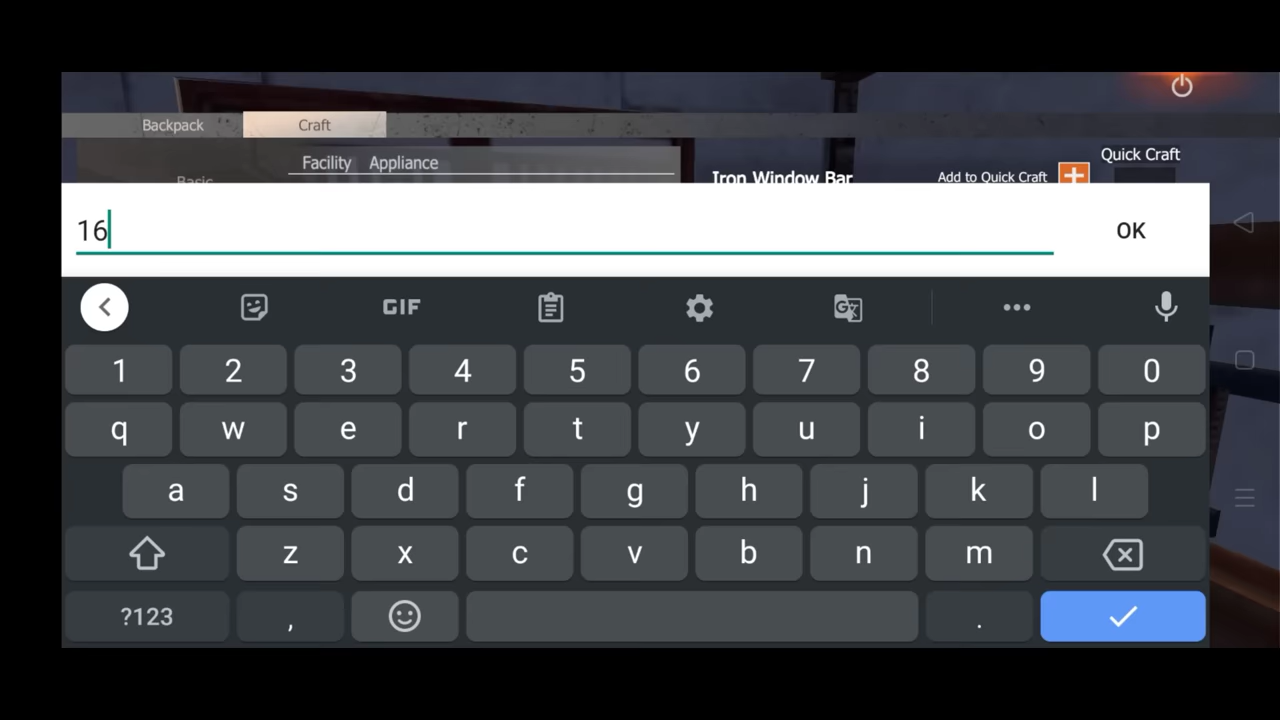 Backpack Craft
Quick Craft
Facility Appliance
Basic
Iron Window Bar
Add to Quick Craft
16
OK
GIF
1 2 3 4 5 6 7 8 9 0
q w e r t y u i o p
a s d f g h j k l
z x c v b n m
?123 , .